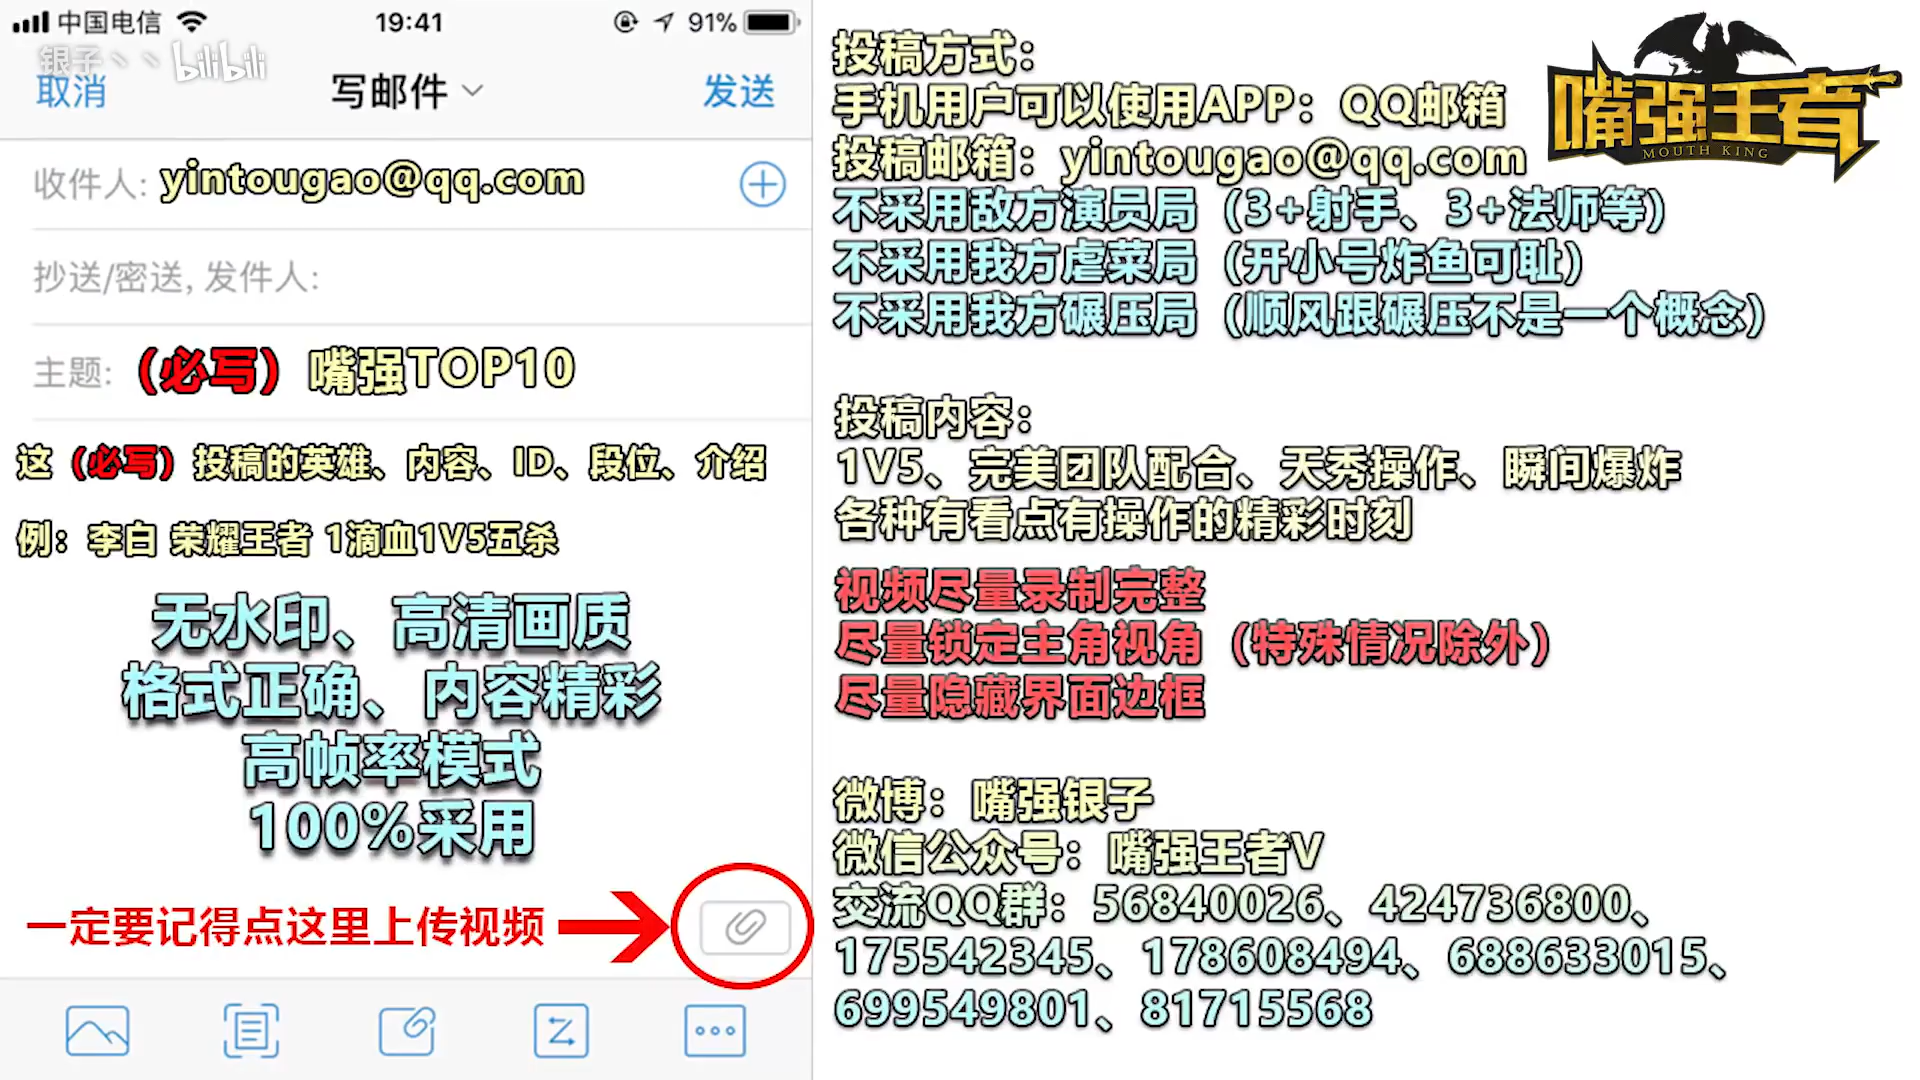 中国电信
19:41
91%
银子丶丶 bilibili
取消
写邮件
发送
收件人: yintougao@qq.com
抄送/密送, 发件人:
主题: （必写）嘴强TOP10
这（必写）投稿的英雄、内容、ID、段位、介绍
例：李白 荣耀王者 1滴血1V5五杀
无水印、高清画质
格式正确、内容精彩
高帧率模式
100%采用
一定要记得点这里上传视频
投稿方式：
手机用户可以使用APP：QQ邮箱
投稿邮箱：yintougao@qq.com
不采用敌方演员局（3+射手、3+法师等）
不采用我方虐菜局（开小号炸鱼可耻）
不采用我方碾压局（顺风跟碾压不是一个概念）
投稿内容：
1V5、完美团队配合、天秀操作、瞬间爆炸
各种有看点有操作的精彩时刻
视频尽量录制完整
尽量锁定主角视角（特殊情况除外）
尽量隐藏界面边框
微博：嘴强银子
微信公众号：嘴强王者V
交流QQ群：56840026、424736800、
175542345、178608494、688633015、
699549801、81715568
嘴强王者
MOUTH KING